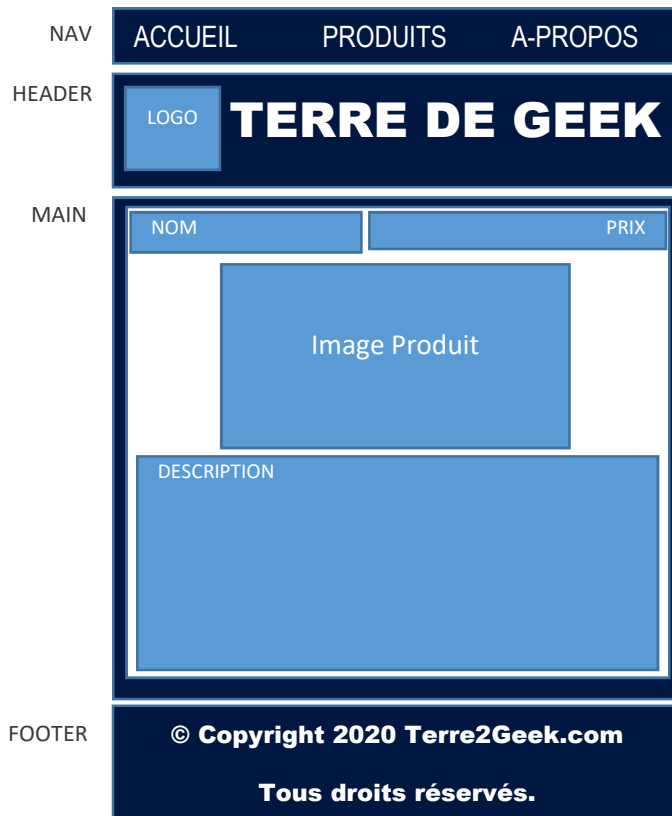 NAV
ACCUEIL PRODUITS A-PROPOS
HEADER
LOGO
TERRE DE GEEK
MAIN
NOM PRIX
Image Produit
DESCRIPTION
FOOTER
© Copyright 2020 Terre2Geek.com
Tous droits réservés.